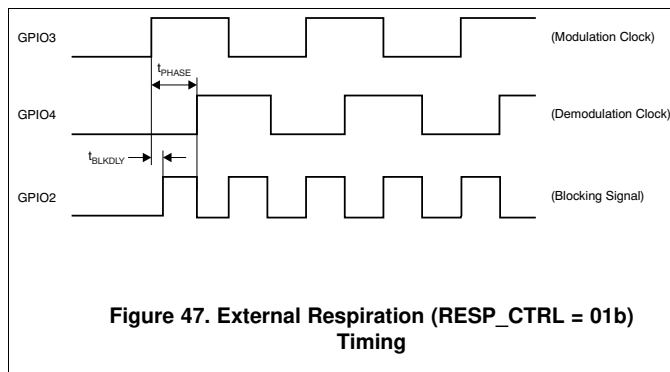 GPIO3
(Modulation Clock)
tPHASE
GPIO4
(Demodulation Clock)
tBLKDLY
GPIO2
(Blocking Signal)
Figure 47. External Respiration (RESP_CTRL = 01b)
Timing